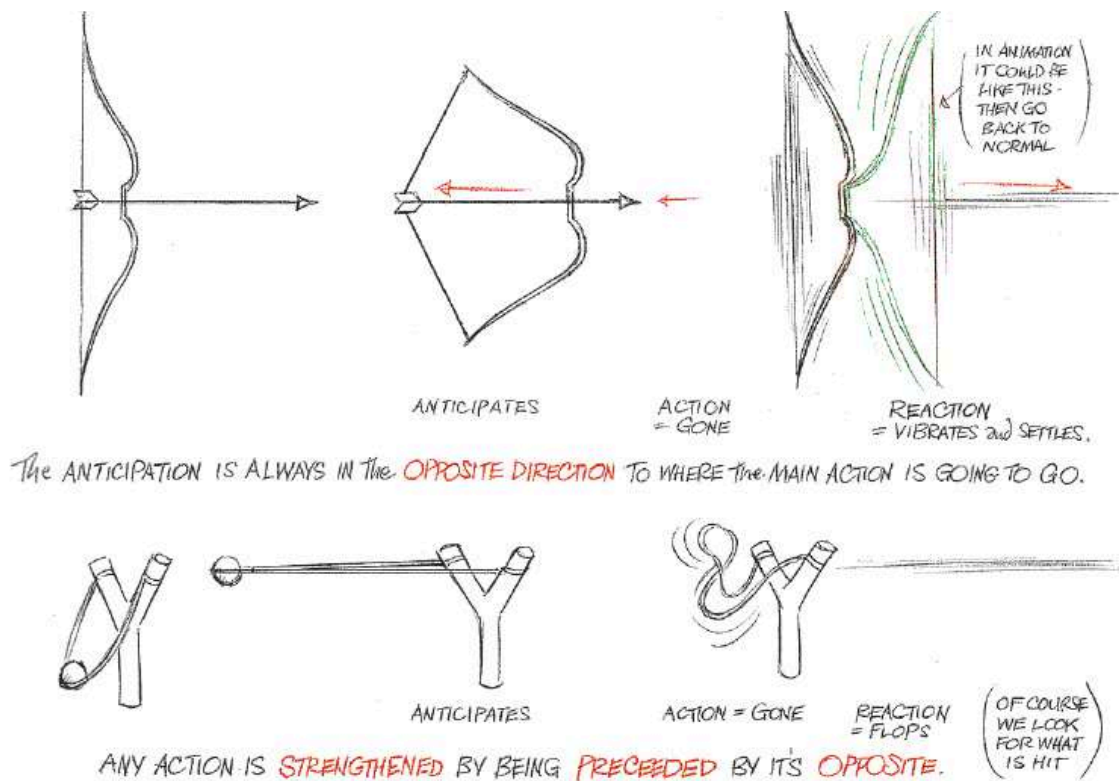 IN ANIMATION
IT COULD BE
LIKE THIS -
THEN GO
BACK TO
NORMAL
ANTICIPATES
ACTION
= GONE
REACTION
= VIBRATES and SETTLES.
The ANTICIPATION IS ALWAYS IN the OPPOSITE DIRECTION TO WHERE the MAIN ACTION IS GOING TO GO.
ANTICIPATES
ACTION = GONE
REACTION
= FLOPS
OF COURSE
WE LOOK
FOR WHAT
IS HIT
ANY ACTION IS STRENGTHENED BY BEING PRECEEDED BY IT'S OPPOSITE.